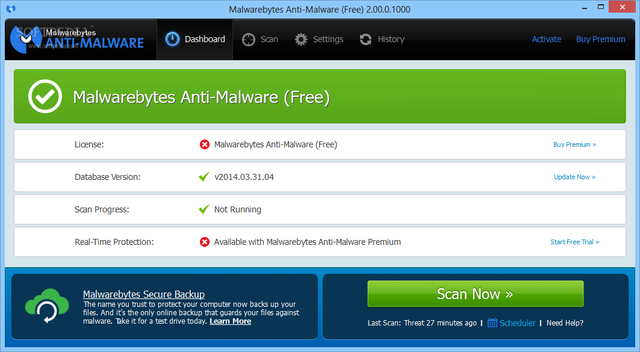 Malwarebytes Anti-Malware (Free) 2.00.0.1000
SOFTPEDIA
Malwarebytes
ANTI-MALWARE
Dashboard
Scan
Settings
History
Activate
Buy Premium
Malwarebytes Anti-Malware (Free)
License: Malwarebytes Anti-Malware (Free) Buy Premium »
Database Version: v2014.03.31.04 Update Now »
Scan Progress: Not Running
Real-Time Protection: Available with Malwarebytes Anti-Malware Premium Start Free Trial »
Malwarebytes Secure Backup
The name you trust to protect your computer now backs up your
files. And it's the only online backup that guards your files against
malware. Take it for a test drive today. Learn More
Scan Now »
Last Scan: Threat 27 minutes ago | Scheduler | Need Help?